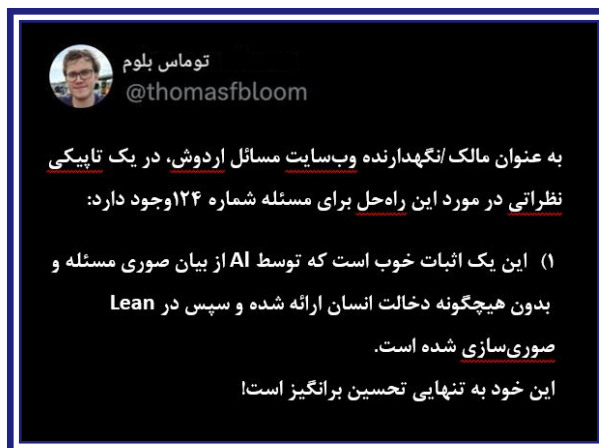 توماس بلوم
@thomasfbloom
به عنوان مالک/نگهدارنده وب‌سایت مسائل اردوش، در یک تاپیکی
نظراتی در مورد این راه‌حل برای مسئله شماره ۱۲۴وجود دارد:
۱) این یک اثبات خوب است که توسط AI از بیان صوری مسئله و
بدون هیچگونه دخالت انسان ارائه شده و سپس در Lean
صوری‌سازی شده است.
این خود به تنهایی تحسین برانگیز است!